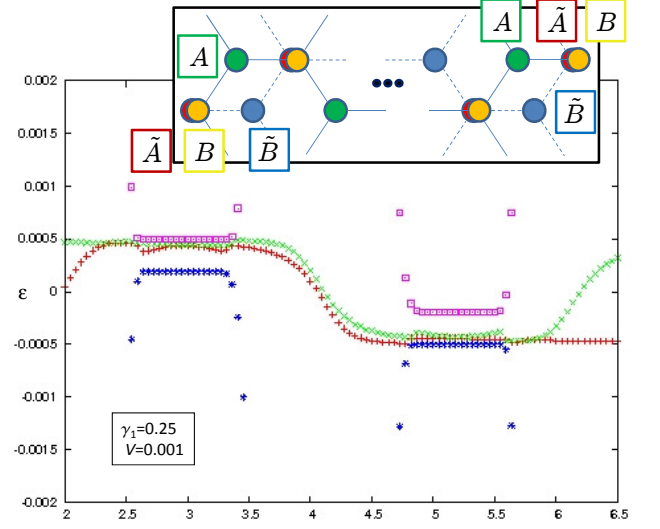 A Ã B
A
B̃
Ã B B̃
0.002
0.0015
0.001
0.0005
ε
0
-0.0005
-0.001
-0.0015
-0.002
γ₁=0.25
V=0.001
2 2.5 3 3.5 4 4.5 5 5.5 6 6.5